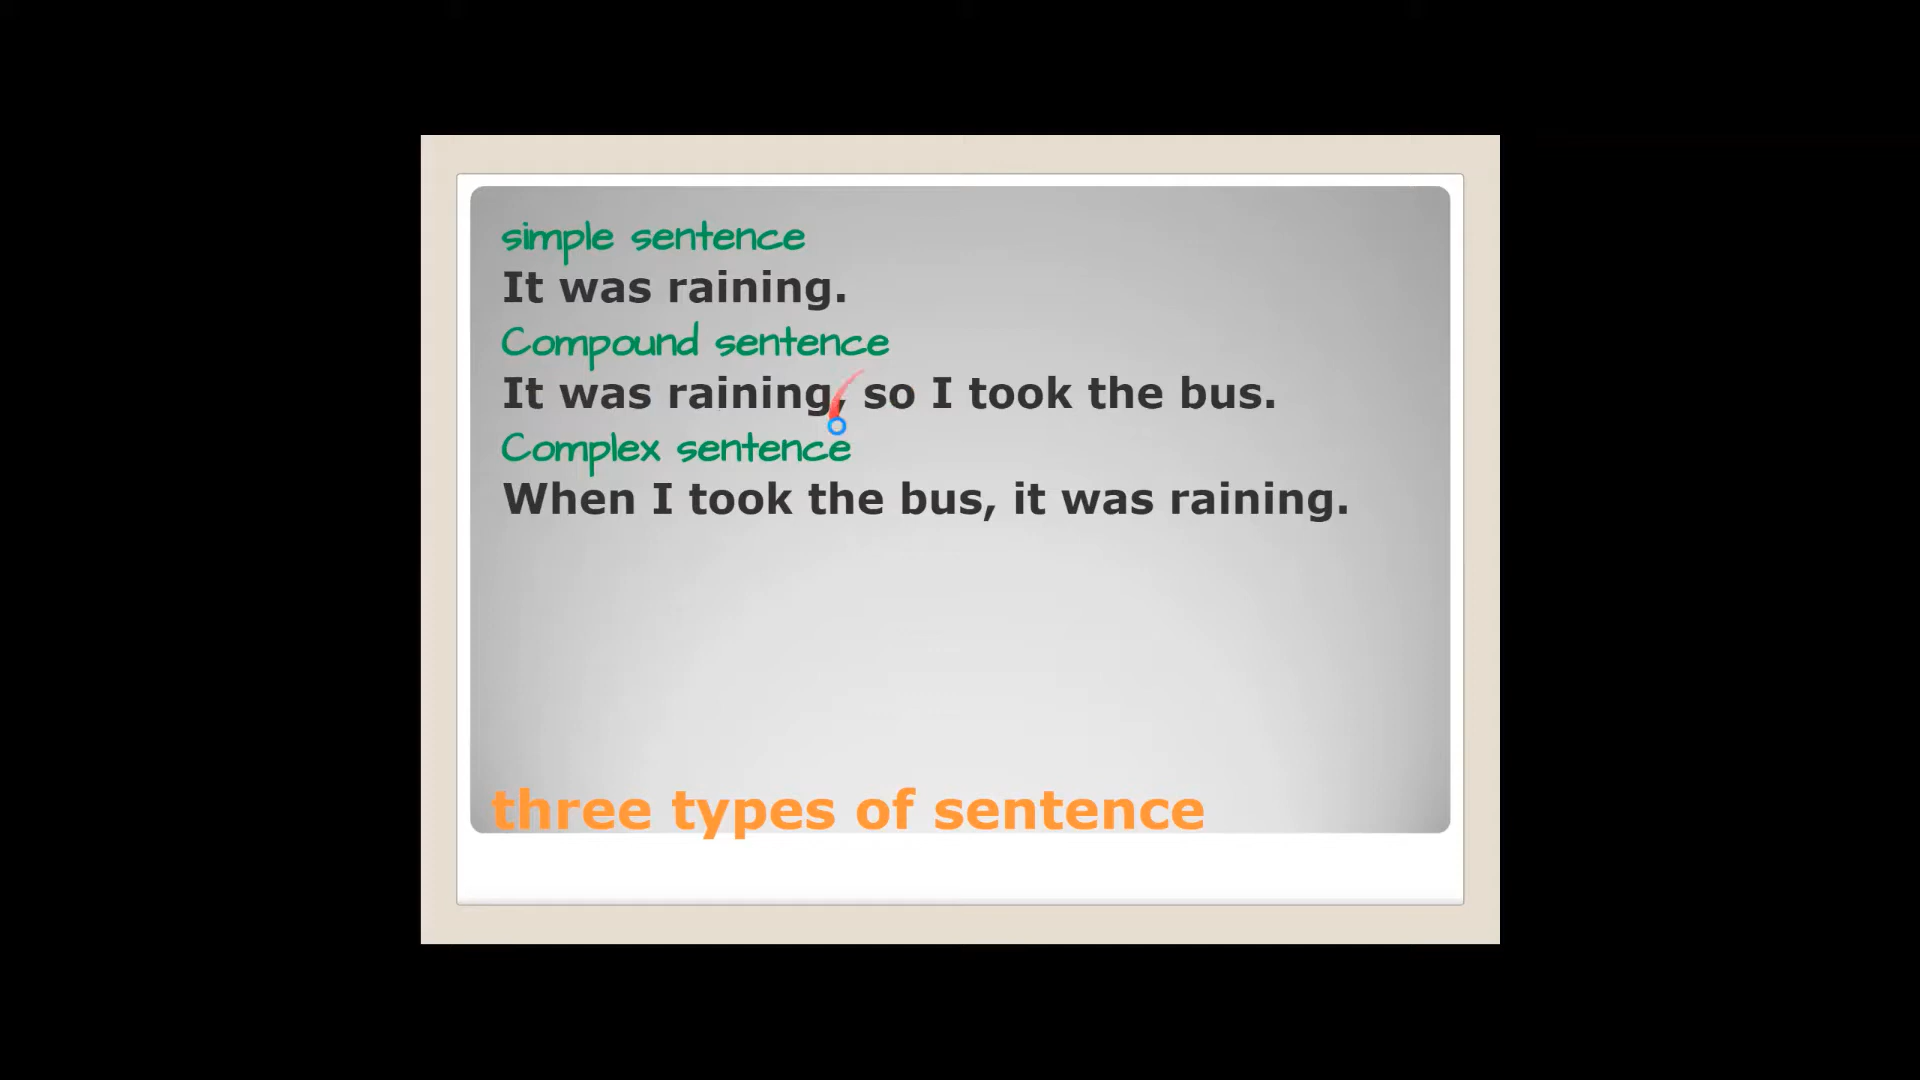 simple sentence
It was raining.
Compound sentence
It was raining, so I took the bus.
Complex sentence
When I took the bus, it was raining.
three types of sentence